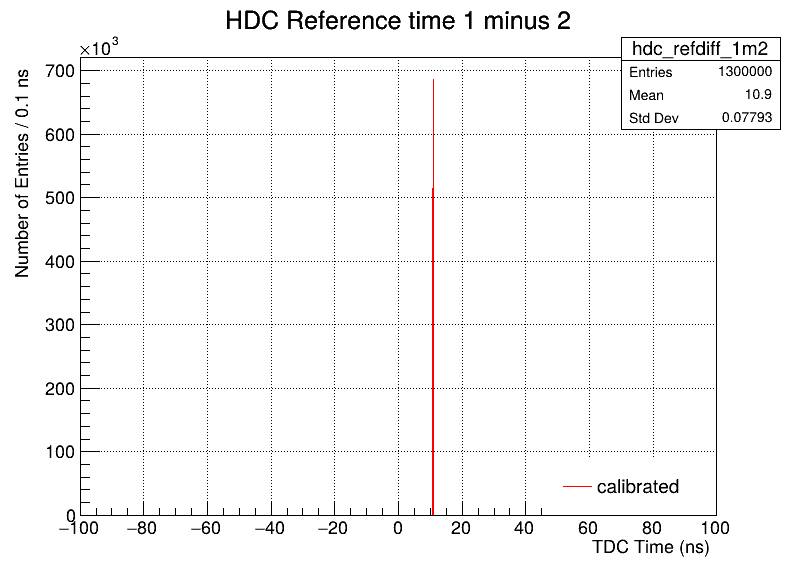 HDC Reference time 1 minus 2
×10³
hdc_refdiff_1m2
Entries 1300000
Mean 10.9
Std Dev 0.07793
Number of Entries / 0.1 ns
700
600
500
400
300
200
100
0
−100 −80 −60 −40 −20 0 20 40 60 80 100
calibrated
TDC Time (ns)